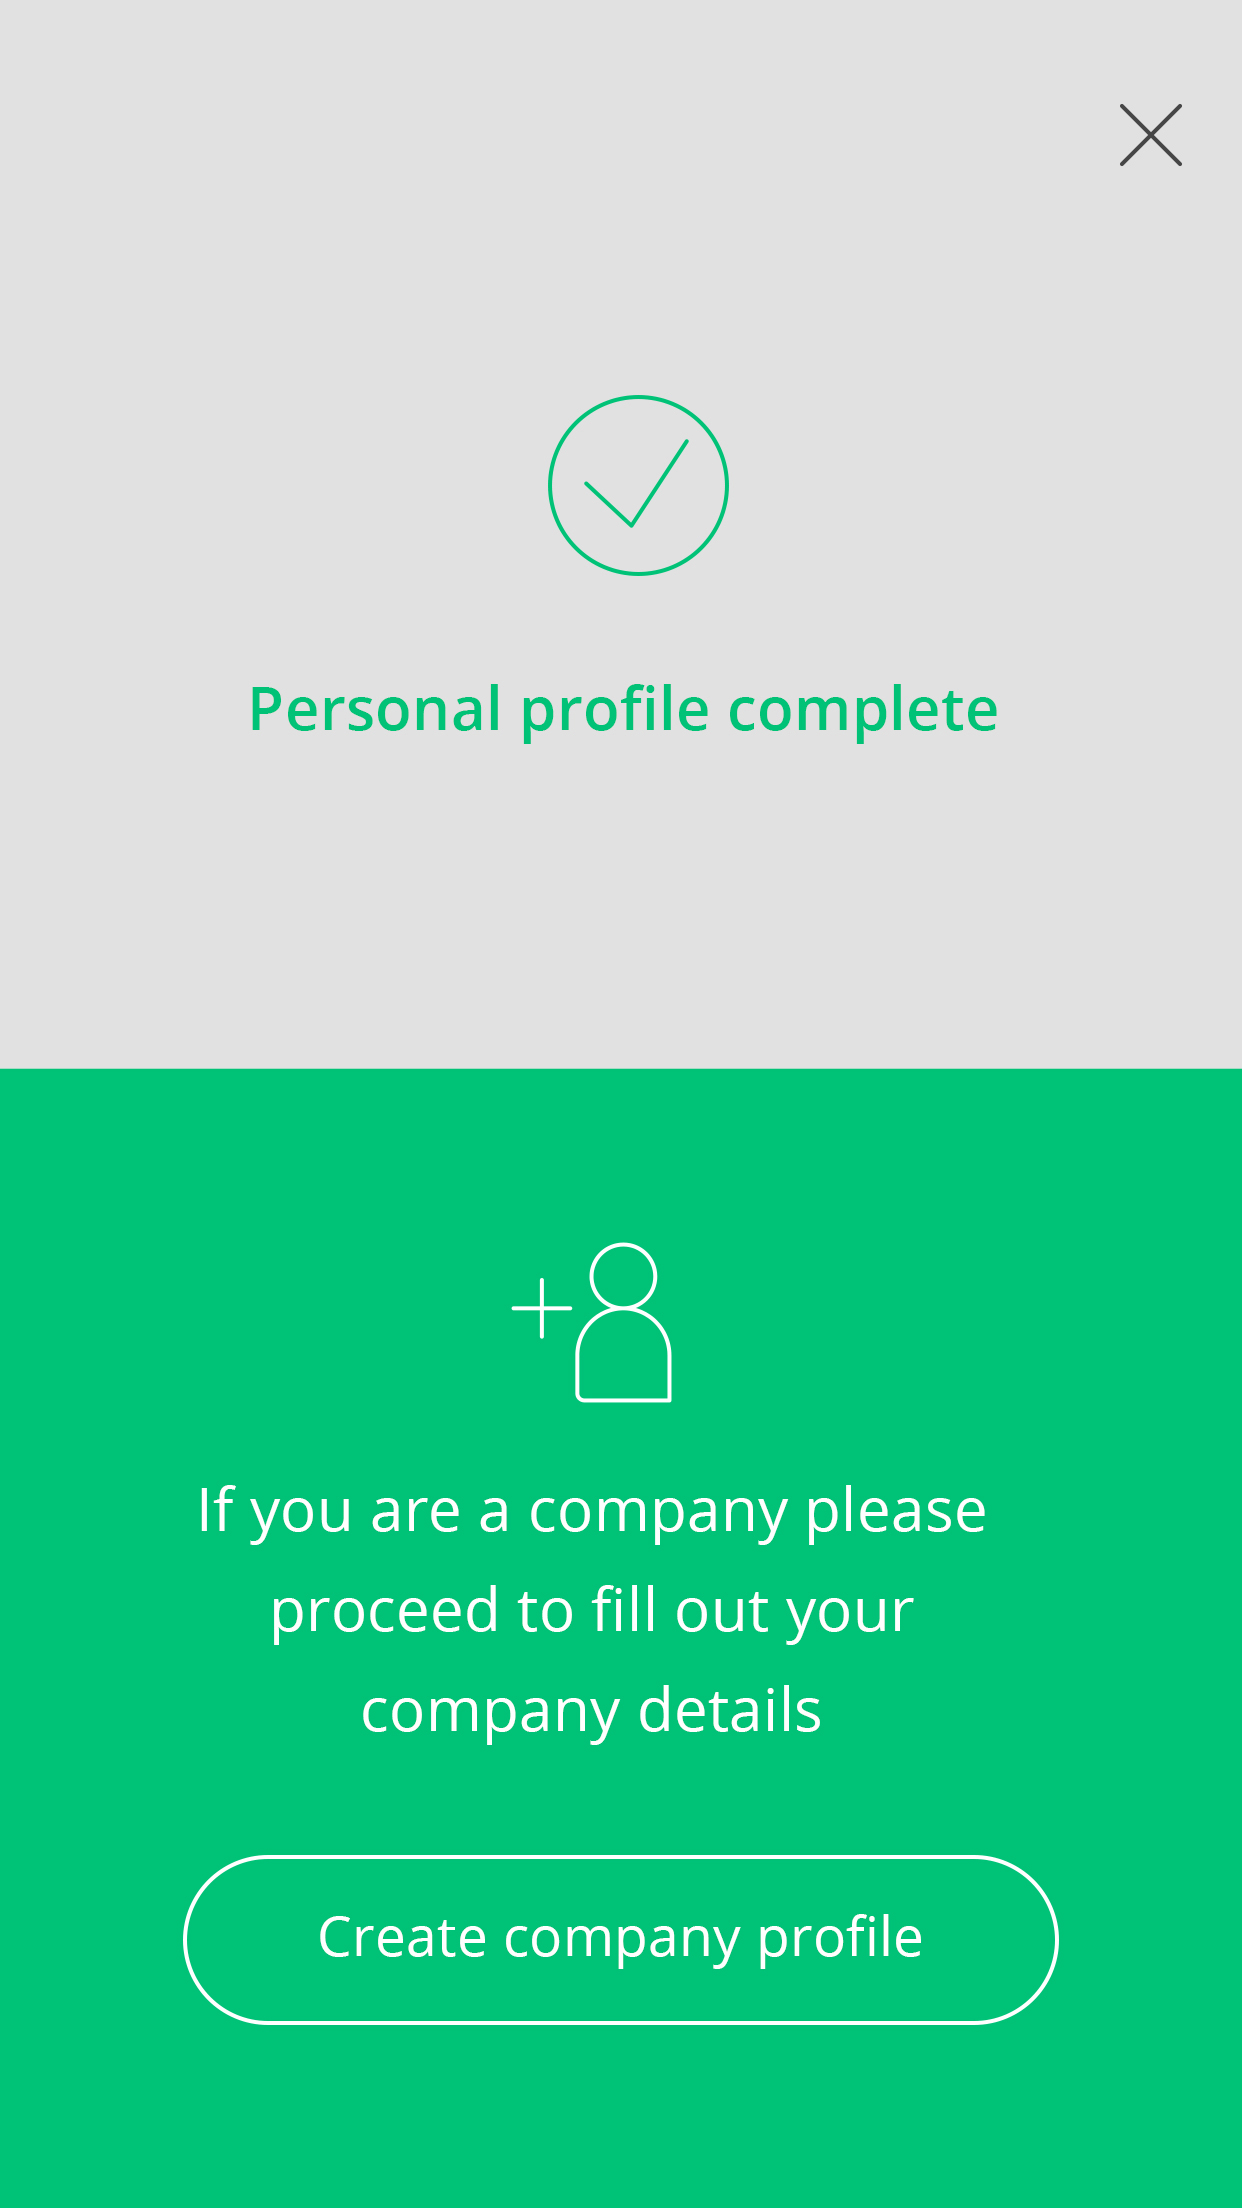 Personal profile complete
If you are a company please
proceed to fill out your
company details
Create company profile